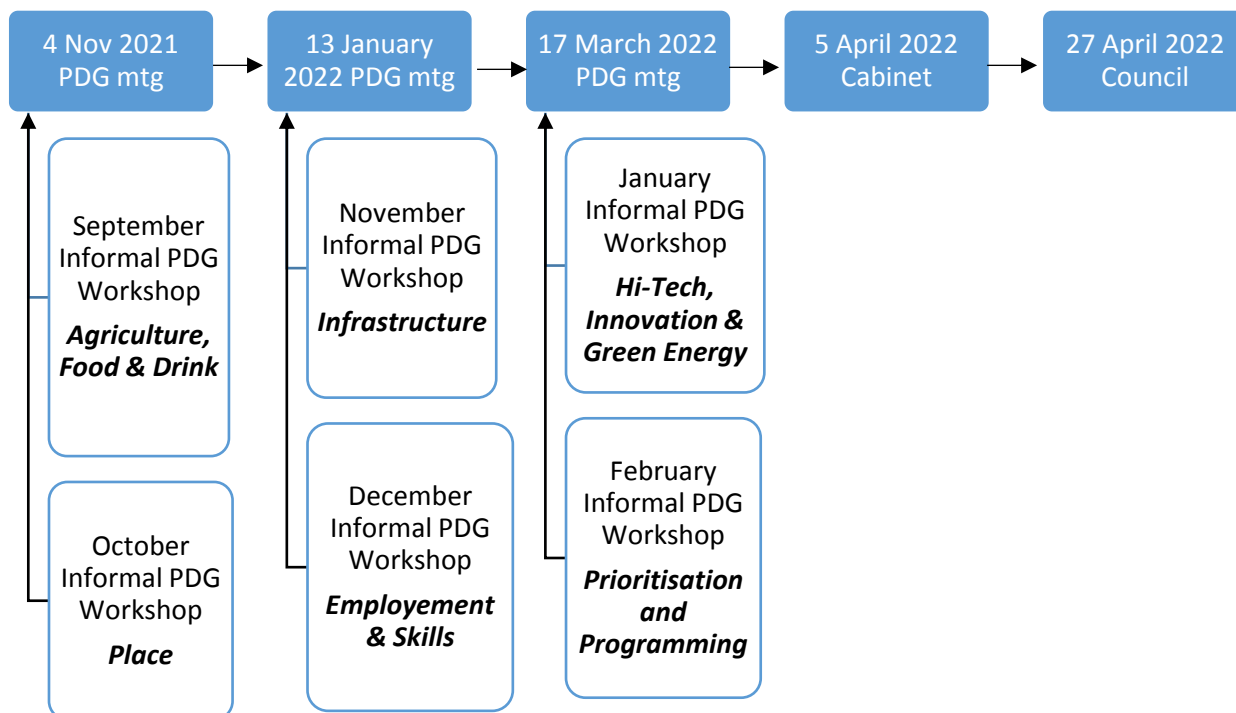 4 Nov 2021
PDG mtg
13 January
2022 PDG mtg
17 March 2022
PDG mtg
5 April 2022
Cabinet
27 April 2022
Council
September
Informal PDG
Workshop
Agriculture,
Food & Drink
October
Informal PDG
Workshop
Place
November
Informal PDG
Workshop
Infrastructure
December
Informal PDG
Workshop
Employement
& Skills
January
Informal PDG
Workshop
Hi-Tech,
Innovation &
Green Energy
February
Informal PDG
Workshop
Prioritisation
and
Programming